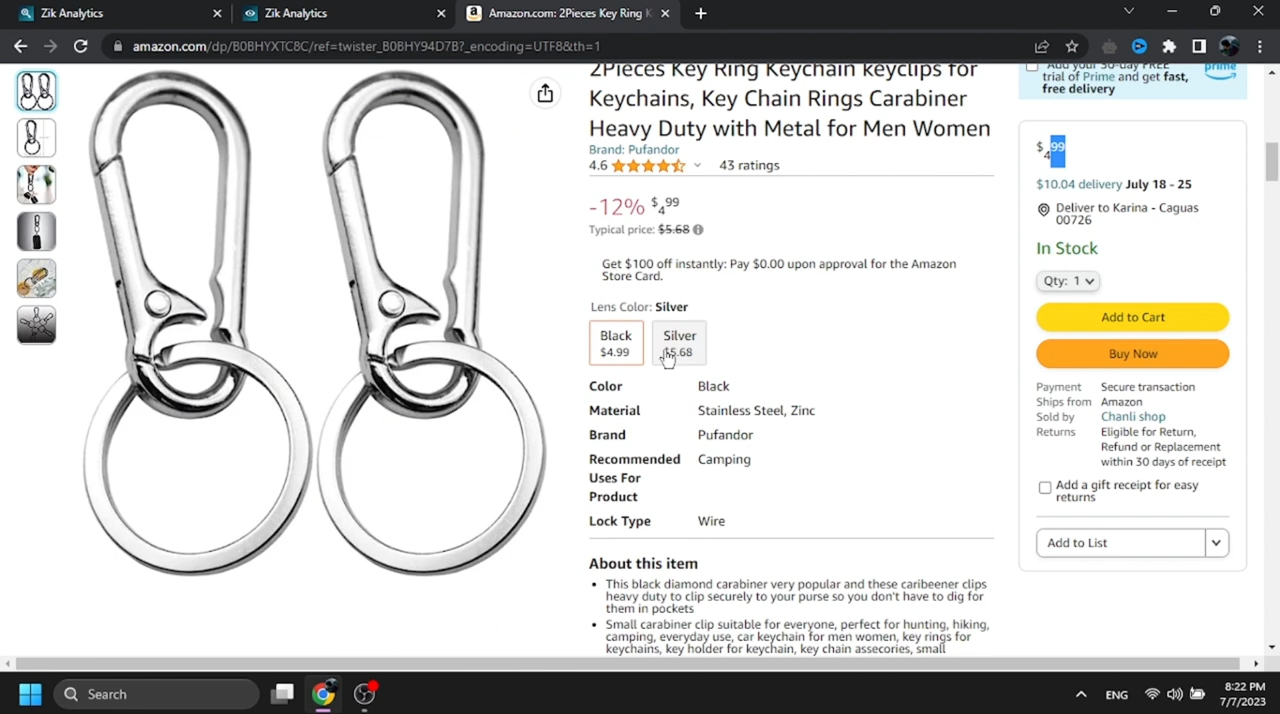 Zik Analytics
Zik Analytics
Amazon.com: 2Pieces Key Ring K
amazon.com/dp/B0BHYXTC8C/ref=twister_B0BHY94D7B?_encoding=UTF8&th=1
2Pieces Key Ring Keychain keyclips for
Keychains, Key Chain Rings Carabiner
Heavy Duty with Metal for Men Women
Brand: Pufandor
4.6
43 ratings
-12% $4.99
Typical price: $5.68
Get $100 off instantly: Pay $0.00 upon approval for the Amazon
Store Card.
Lens Color: Silver
Black
$4.99
Silver
$5.68
Color Black
Material Stainless Steel, Zinc
Brand Pufandor
Recommended Camping
Uses For
Product
Lock Type Wire
About this item
• This black diamond carabiner very popular and these caribeener clips
heavy duty to clip securely to your purse so you don't have to dig for
them in pockets
• Small carabiner clip suitable for everyone, perfect for hunting, hiking,
camping, everyday use, car keychain for men women, key rings for
keychains, key holder for keychain, key chain assecories, small
Add your 30-day FREE
trial of Prime and get fast,
free delivery
prime
$4.99
$10.04 delivery July 18 - 25
Deliver to Karina - Caguas
00726
In Stock
Qty: 1
Add to Cart
Buy Now
Payment Secure transaction
Ships from Amazon
Sold by Chanli shop
Returns Eligible for Return,
Refund or Replacement
within 30 days of receipt
Add a gift receipt for easy
returns
Add to List
Search
ENG
8:22 PM
7/7/2023